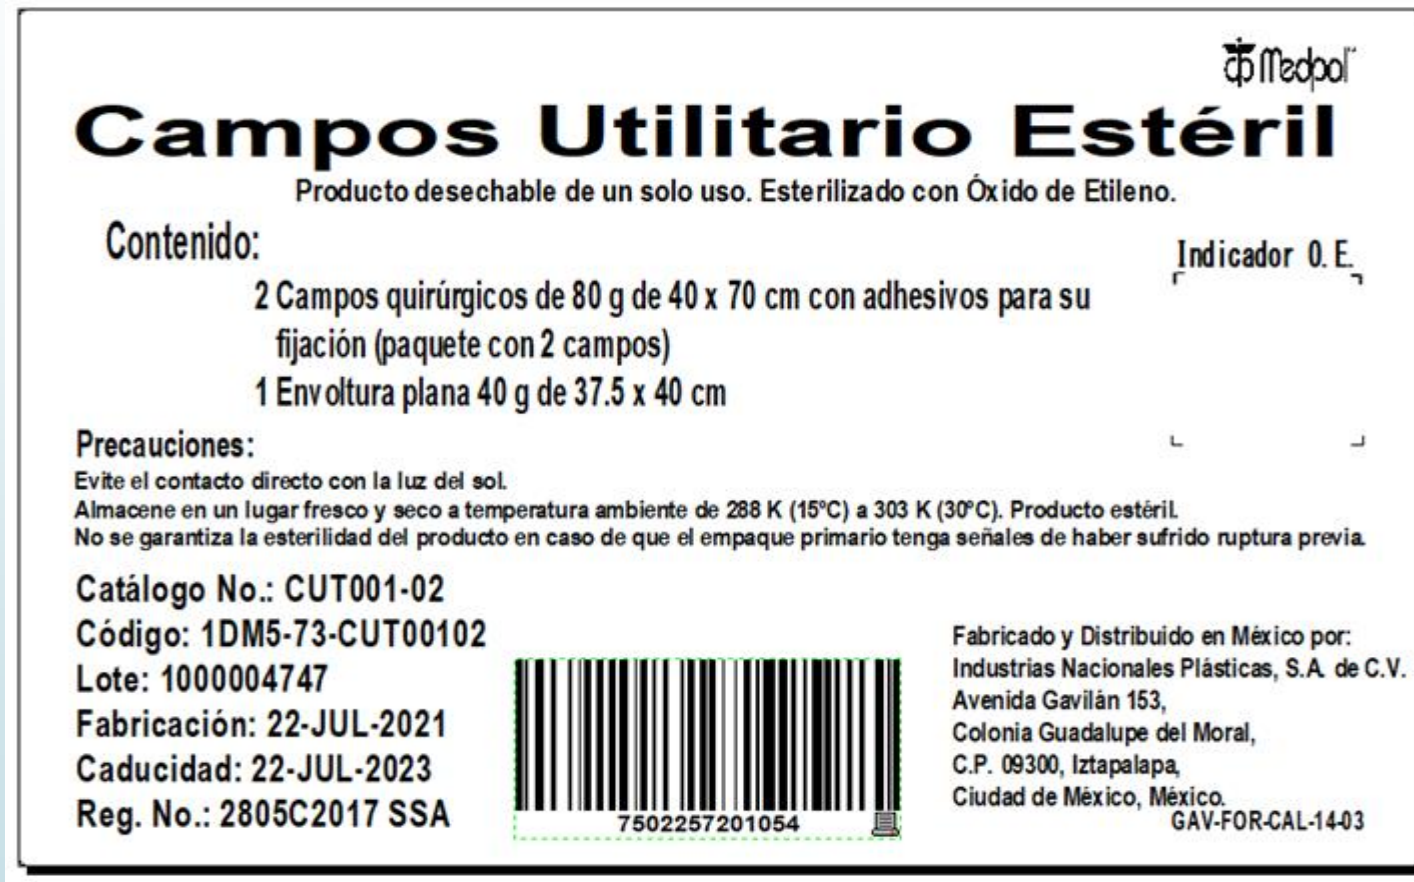 Medpol™
Campos Utilitario Estéril
Producto desechable de un solo uso. Esterilizado con Óxido de Etileno.
Contenido:
Indicador O. E.
2 Campos quirúrgicos de 80 g de 40 x 70 cm con adhesivos para su
fijación (paquete con 2 campos)
1 Envoltura plana 40 g de 37.5 x 40 cm
Precauciones:
Evite el contacto directo con la luz del sol.
Almacene en un lugar fresco y seco a temperatura ambiente de 288 K (15ºC) a 303 K (30ºC). Producto estéril.
No se garantiza la esterilidad del producto en caso de que el empaque primario tenga señales de haber sufrido ruptura previa.
Catálogo No.: CUT001-02
Código: 1DM5-73-CUT00102
Lote: 1000004747
Fabricación: 22-JUL-2021
Caducidad: 22-JUL-2023
Reg. No.: 2805C2017 SSA
7502257201054
Fabricado y Distribuido en México por:
Industrias Nacionales Plásticas, S.A. de C.V.
Avenida Gavilán 153,
Colonia Guadalupe del Moral,
C.P. 09300, Iztapalapa,
Ciudad de México, México.
GAV-FOR-CAL-14-03